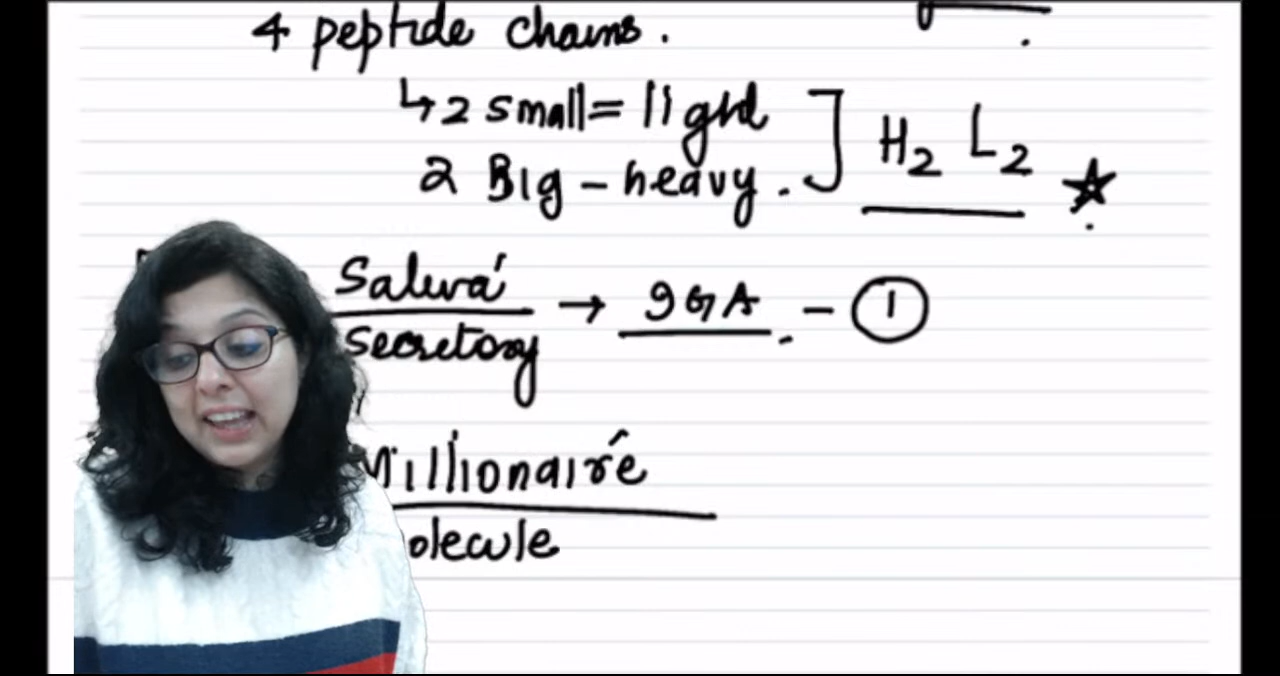 4 peptide chains.
↳ 2 small = light
2 Big - heavy. ] H2 L2 ☆
Saliva → IGA. - ①
secretory
Millionaire
olecule